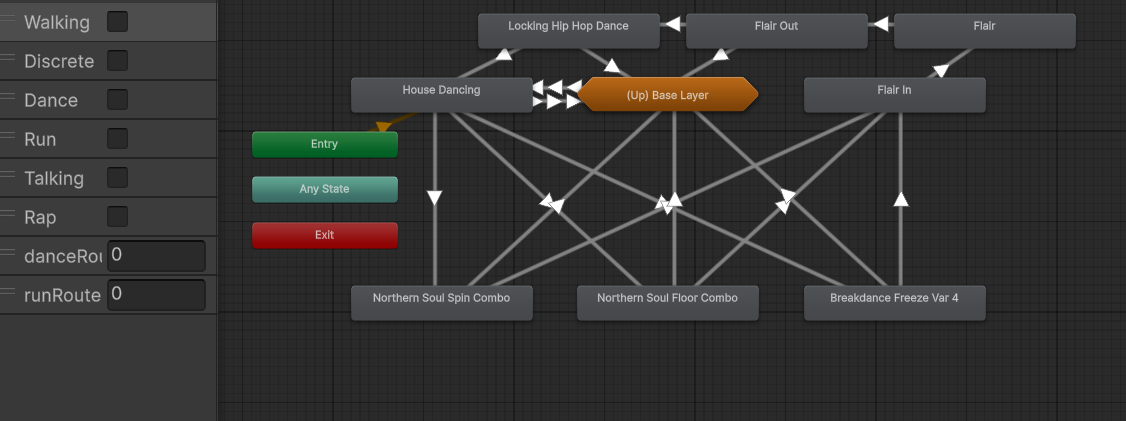 Walking
Discrete
Dance
Run
Talking
Rap
danceRou 0
runRoute 0
Locking Hip Hop Dance
Flair Out
Flair
House Dancing
(Up) Base Layer
Flair In
Entry
Any State
Exit
Northern Soul Spin Combo
Northern Soul Floor Combo
Breakdance Freeze Var 4